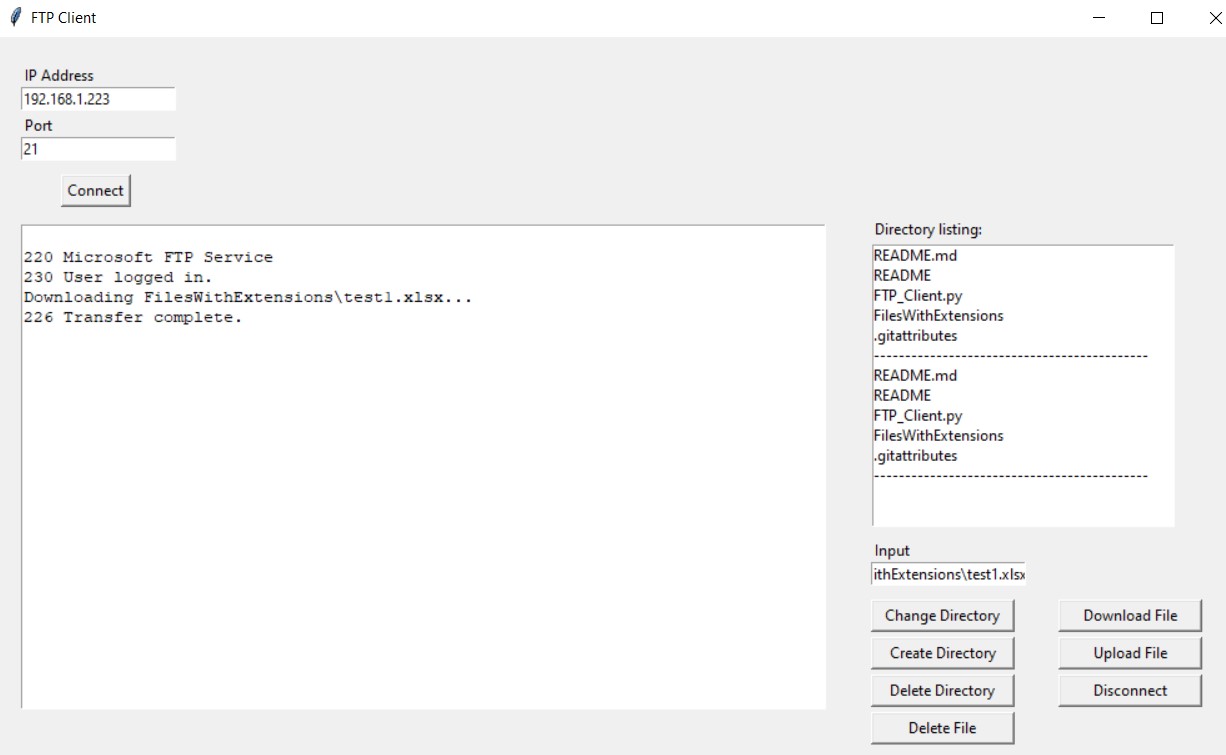 FTP Client
IP Address
192.168.1.223
Port
21
Connect
220 Microsoft FTP Service
230 User logged in.
Downloading FilesWithExtensions\test1.xlsx...
226 Transfer complete.
Directory listing:
README.md
README
FTP_Client.py
FilesWithExtensions
.gitattributes
--------------------------------------------
README.md
README
FTP_Client.py
FilesWithExtensions
.gitattributes
--------------------------------------------
Input
ithExtensions\test1.xlsx
Change Directory
Download File
Create Directory
Upload File
Delete Directory
Disconnect
Delete File